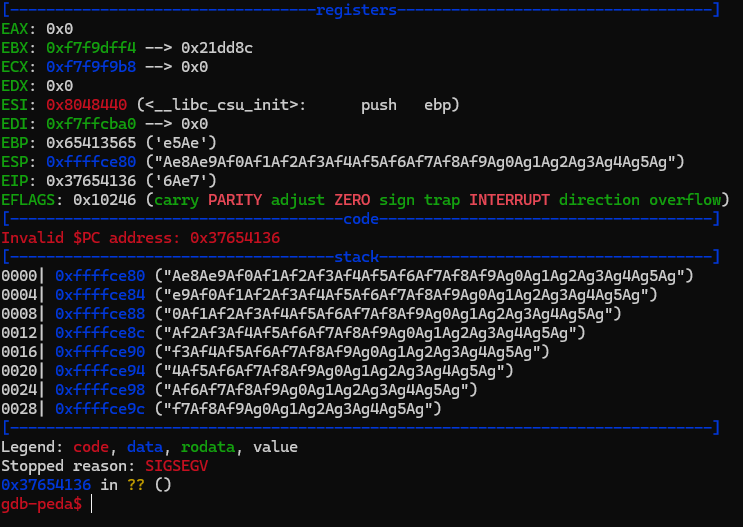 [----------------------------------registers-----------------------------------]
EAX: 0x0
EBX: 0xf7f9dff4 --> 0x21dd8c
ECX: 0xf7f9f9b8 --> 0x0
EDX: 0x0
ESI: 0x8048440 (<__libc_csu_init>:      push   ebp)
EDI: 0xf7ffcba0 --> 0x0
EBP: 0x65413565 ('e5Ae')
ESP: 0xffffce80 ("Ae8Ae9Af0Af1Af2Af3Af4Af5Af6Af7Af8Af9Ag0Ag1Ag2Ag3Ag4Ag5Ag")
EIP: 0x37654136 ('6Ae7')
EFLAGS: 0x10246 (carry PARITY adjust ZERO sign trap INTERRUPT direction overflow)
[-------------------------------------code-------------------------------------]
Invalid $PC address: 0x37654136
[------------------------------------stack-------------------------------------]
0000| 0xffffce80 ("Ae8Ae9Af0Af1Af2Af3Af4Af5Af6Af7Af8Af9Ag0Ag1Ag2Ag3Ag4Ag5Ag")
0004| 0xffffce84 ("e9Af0Af1Af2Af3Af4Af5Af6Af7Af8Af9Ag0Ag1Ag2Ag3Ag4Ag5Ag")
0008| 0xffffce88 ("0Af1Af2Af3Af4Af5Af6Af7Af8Af9Ag0Ag1Ag2Ag3Ag4Ag5Ag")
0012| 0xffffce8c ("Af2Af3Af4Af5Af6Af7Af8Af9Ag0Ag1Ag2Ag3Ag4Ag5Ag")
0016| 0xffffce90 ("f3Af4Af5Af6Af7Af8Af9Ag0Ag1Ag2Ag3Ag4Ag5Ag")
0020| 0xffffce94 ("4Af5Af6Af7Af8Af9Ag0Ag1Ag2Ag3Ag4Ag5Ag")
0024| 0xffffce98 ("Af6Af7Af8Af9Ag0Ag1Ag2Ag3Ag4Ag5Ag")
0028| 0xffffce9c ("f7Af8Af9Ag0Ag1Ag2Ag3Ag4Ag5Ag")
[------------------------------------------------------------------------------]
Legend: code, data, rodata, value
Stopped reason: SIGSEGV
0x37654136 in ?? ()
gdb-peda$